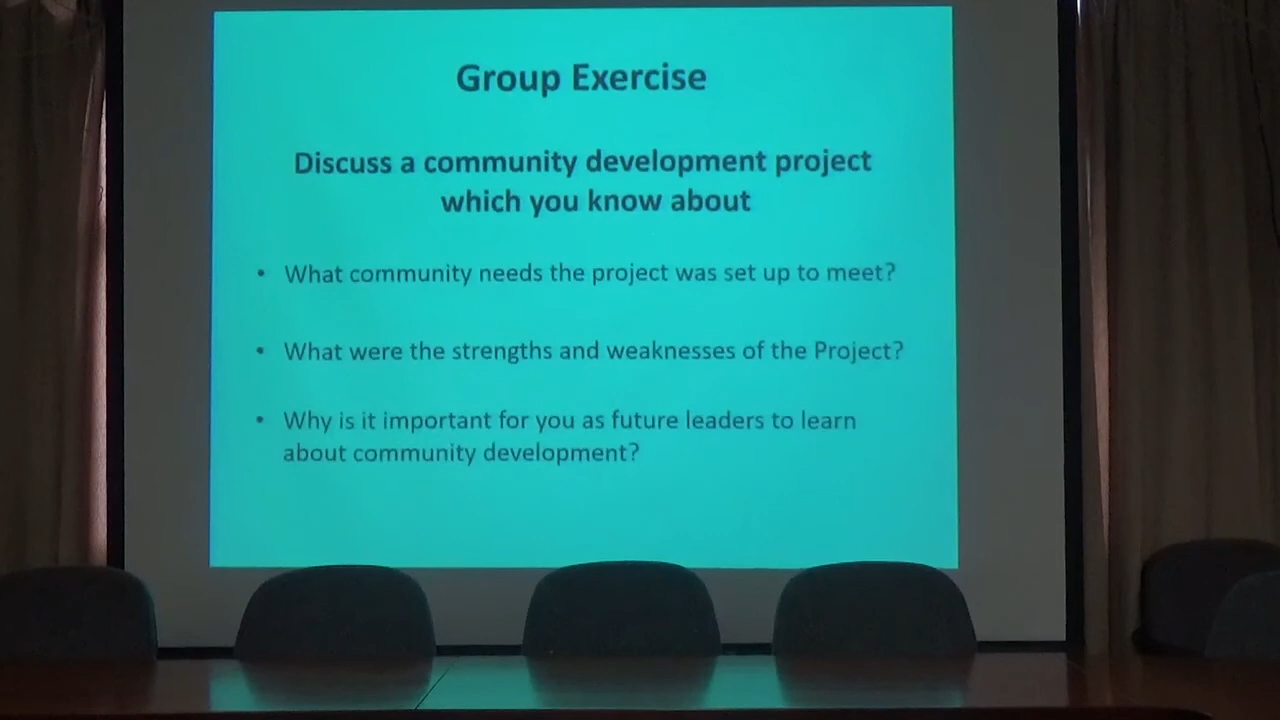 Group Exercise
Discuss a community development project
which you know about
• What community needs the project was set up to meet?
• What were the strengths and weaknesses of the Project?
• Why is it important for you as future leaders to learn
about community development?